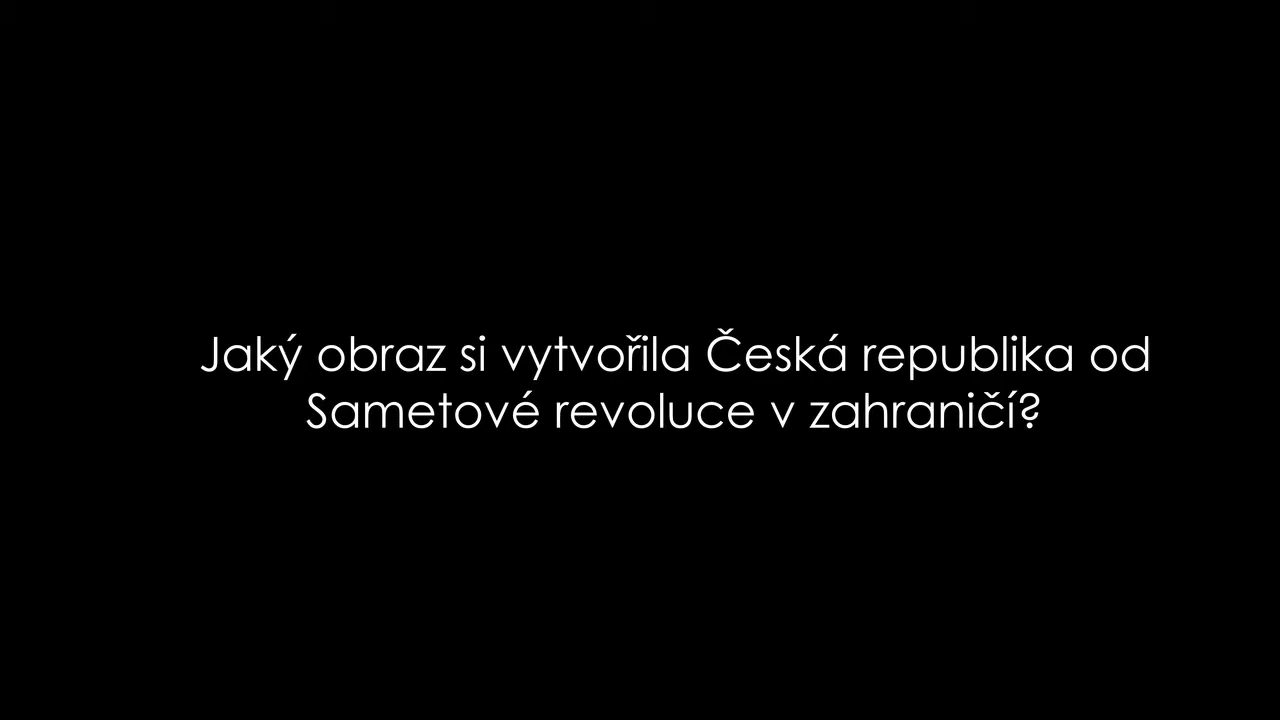 Jaký obraz si vytvořila Česká republika od
Sametové revoluce v zahraničí?